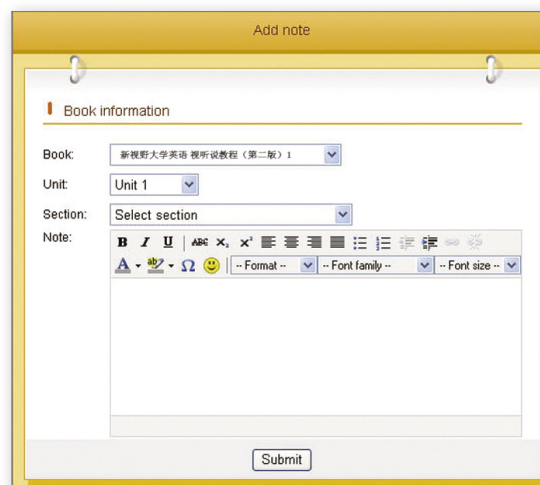 Add note
Book information
Book: 新视野大学英语 视听说教程（第二版）1
Unit: Unit 1
Section: Select section
Note: B I U ABC X₂ X²
A ab Ω -- Format -- -- Font family -- -- Font size --
Submit